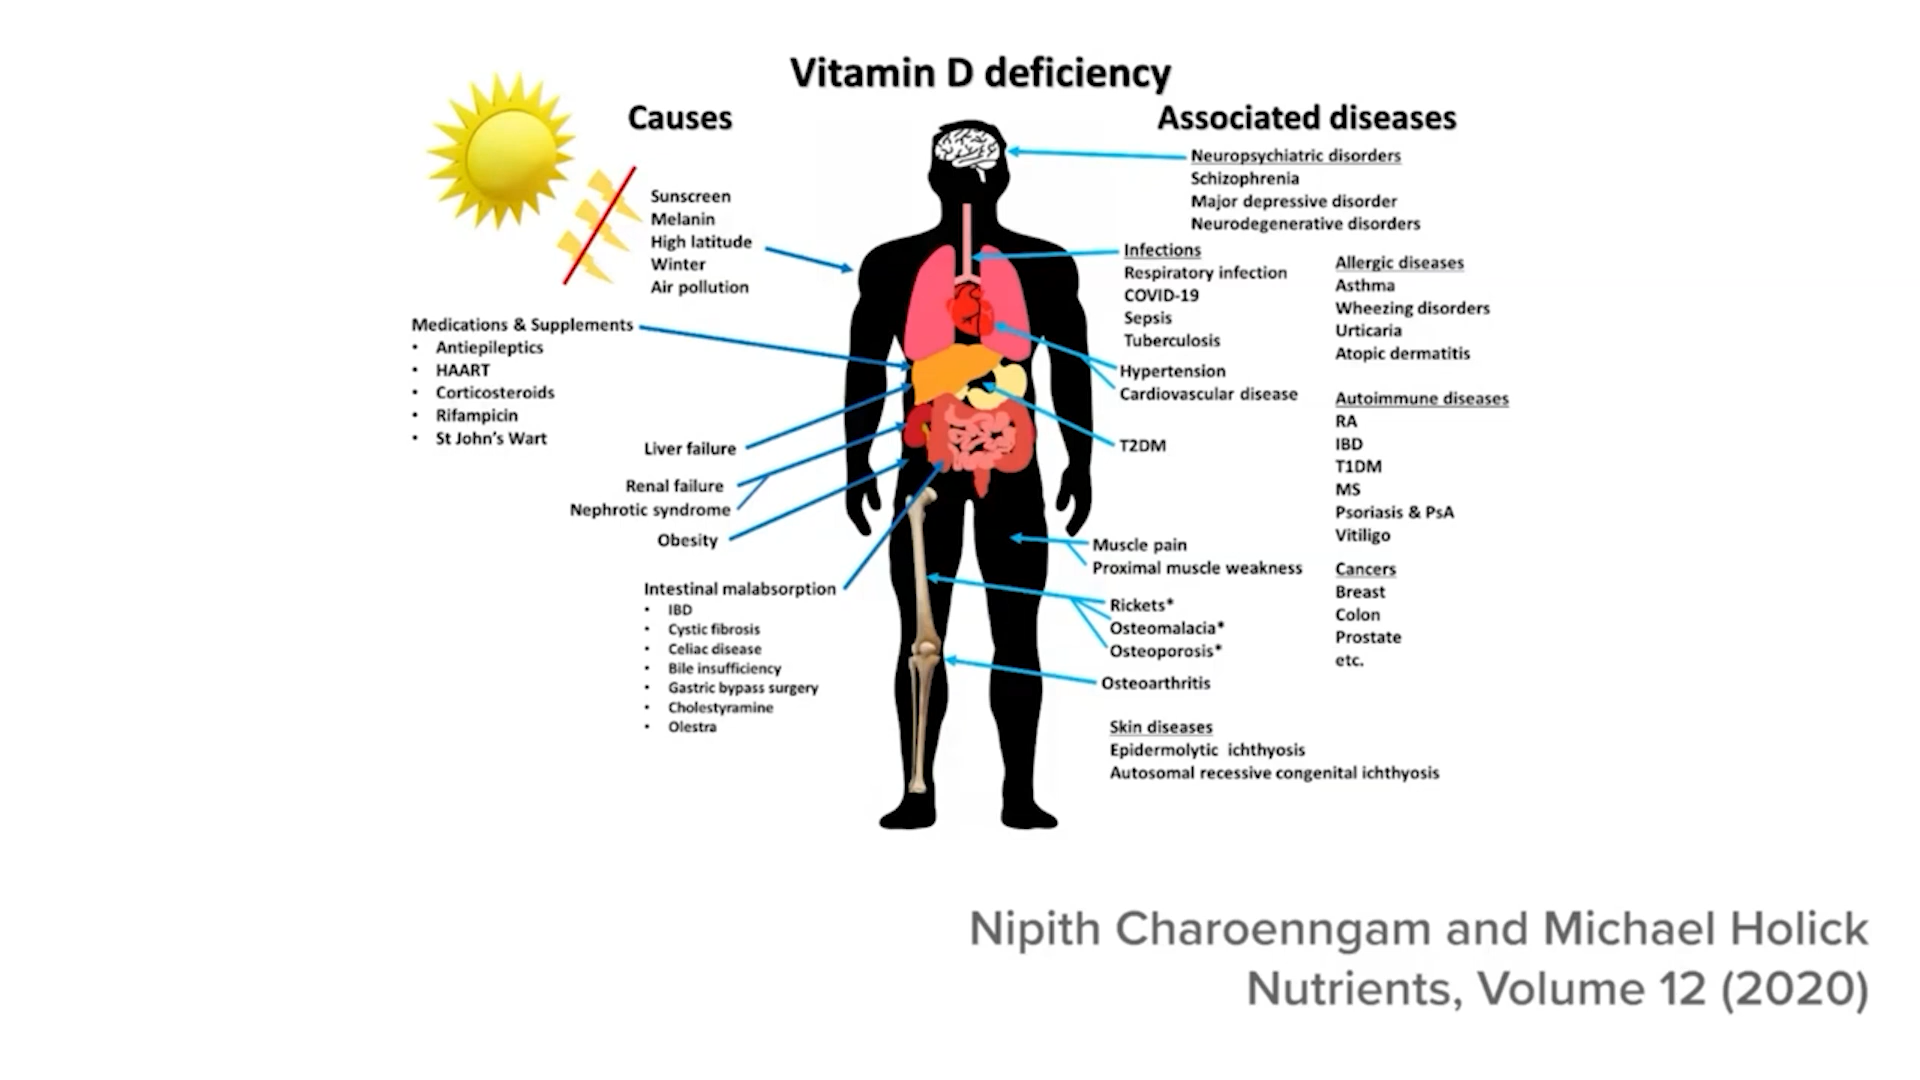 Vitamin D deficiency
Causes
Sunscreen
Melanin
High latitude
Winter
Air pollution
Medications & Supplements
• Antiepileptics
• HAART
• Corticosteroids
• Rifampicin
• St John’s Wart
Liver failure
Renal failure
Nephrotic syndrome
Obesity
Intestinal malabsorption
• IBD
• Cystic fibrosis
• Celiac disease
• Bile insufficiency
• Gastric bypass surgery
• Cholestyramine
• Olestra
Associated diseases
Neuropsychiatric disorders
Schizophrenia
Major depressive disorder
Neurodegenerative disorders
Infections
Respiratory infection
COVID-19
Sepsis
Tuberculosis
Hypertension
Cardiovascular disease
T2DM
Muscle pain
Proximal muscle weakness
Rickets*
Osteomalacia*
Osteoporosis*
Osteoarthritis
Skin diseases
Epidermolytic ichthyosis
Autosomal recessive congenital ichthyosis
Allergic diseases
Asthma
Wheezing disorders
Urticaria
Atopic dermatitis
Autoimmune diseases
RA
IBD
T1DM
MS
Psoriasis & PsA
Vitiligo
Cancers
Breast
Colon
Prostate
etc.
Nipith Charoenngam and Michael Holick
Nutrients, Volume 12 (2020)